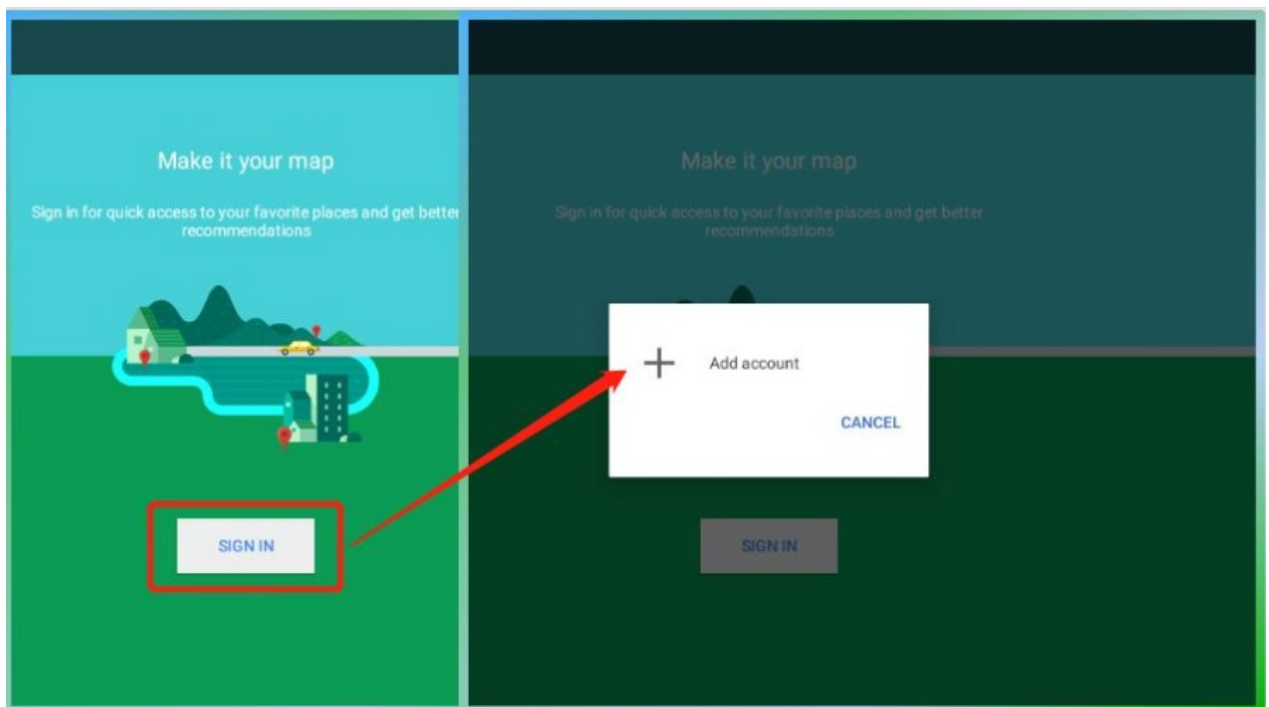 Make it your map
Sign in for quick access to your favorite places and get better
recommendations
SIGN IN
Make it your map
Sign in for quick access to your favorite places and get better
recommendations
Add account
CANCEL
SIGN IN